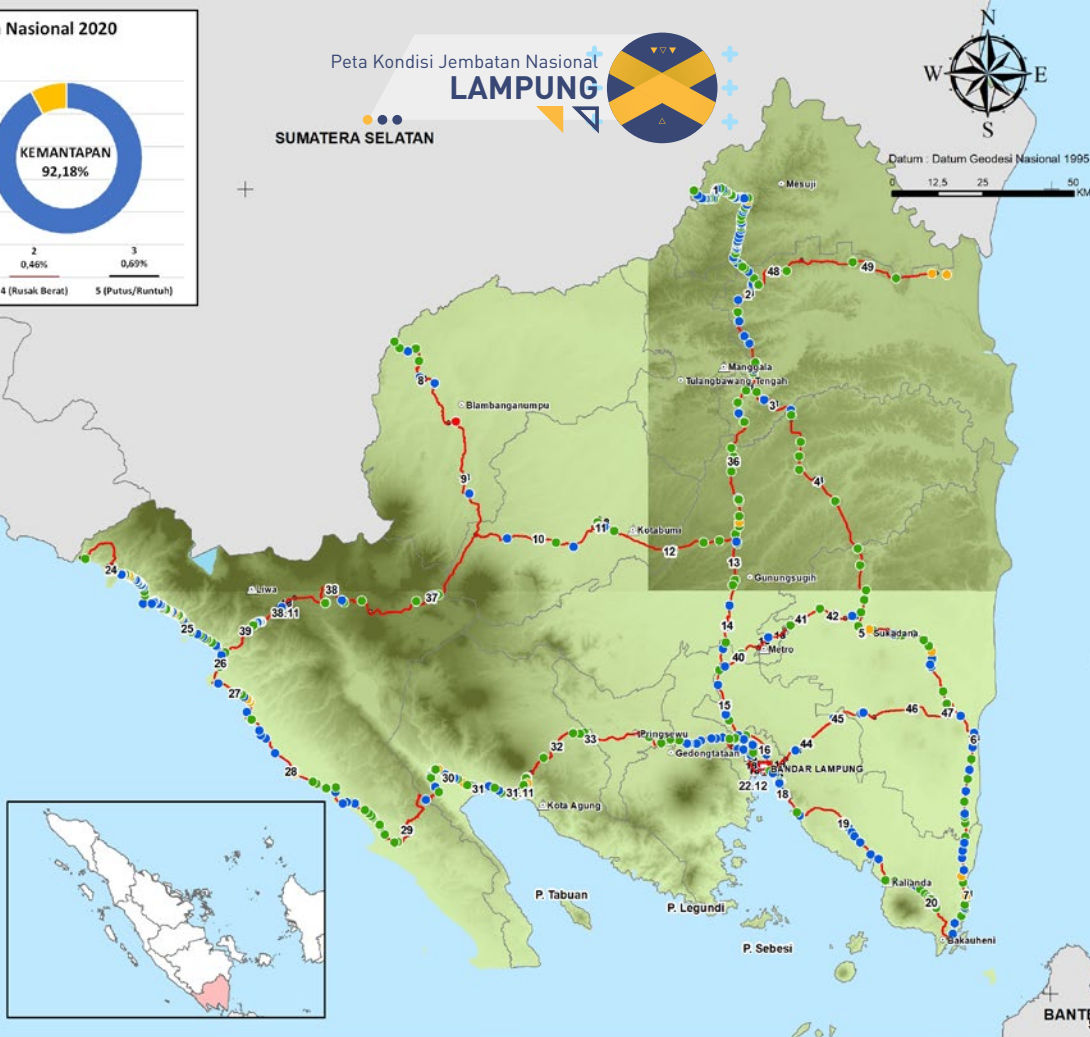 Nasional 2020
KEMANTAPAN
92,18%
2
0,46%
3
0,69%
4 (Rusak Berat)
5 (Putus/Runtuh)
Peta Kondisi Jembatan Nasional
LAMPUNG
SUMATERA SELATAN
N
W
E
S
Datum : Datum Geodesi Nasional 1995
0
12,5
25
50
KM
Mesuji
1
48
49
2
Manggala
Tulangbawang Tengah
8
3
Blambanganumpu
36
9
4
10
11
Kotabumi
12
13
24
Gunungsugih
Liwa
38
38.11
37
14
41
42
25
39
5
Sukadana
26
40
Metro
27
15
45
46
47
32
33
Pringsewu
16
44
6
Gedongtataan
BANDAR LAMPUNG
28
30
31
31.11
22.12
18
Kota Agung
29
19
Kalianda
20
7
P. Tabuan
P. Legundi
P. Sebesi
Bakauheni
BANTE